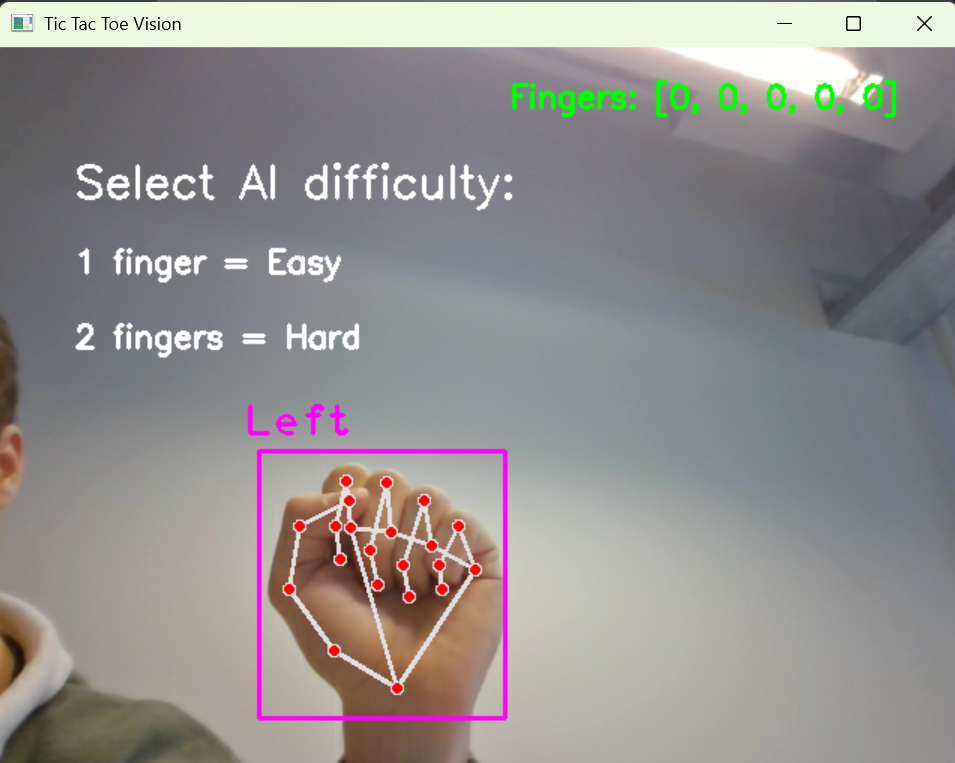 Tic Tac Toe Vision
Fingers: [0, 0, 0, 0, 0]
Select AI difficulty:
1 finger = Easy
2 fingers = Hard
Left